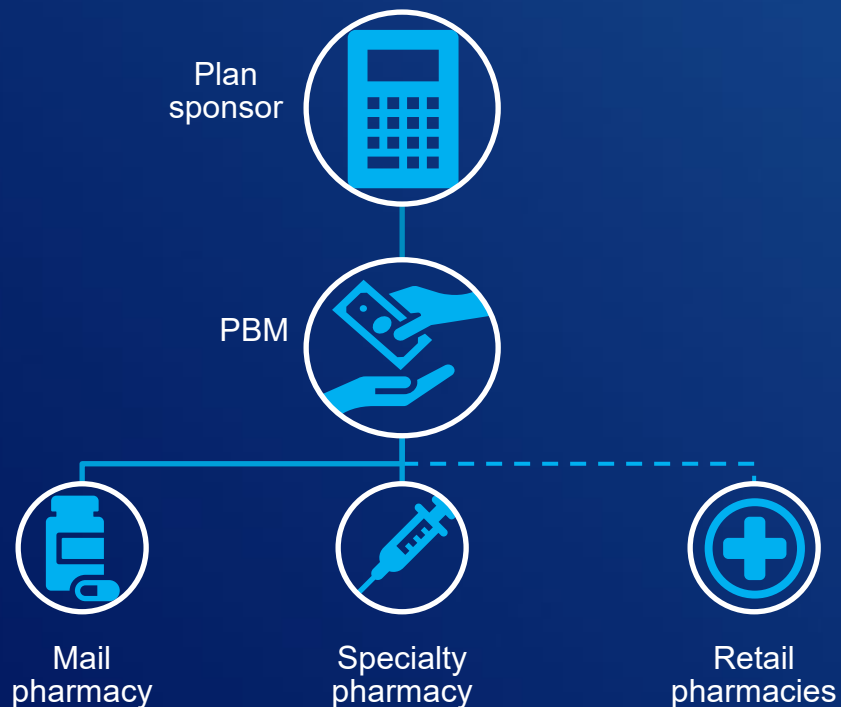 Plan
sponsor
PBM
Mail
pharmacy
Specialty
pharmacy
Retail
pharmacies